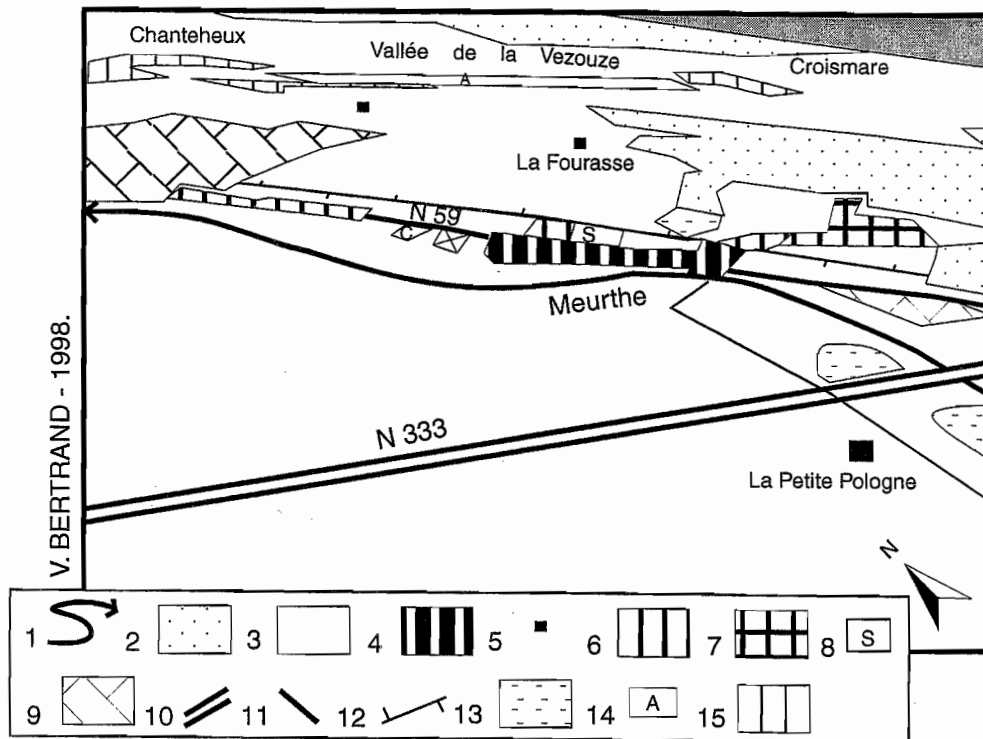 Chanteheux
Vallée de la Vezouze
Croismare
A
La Fourasse
N 59
C
S
Meurthe
V. BERTRAND - 1998.
N 333
La Petite Pologne
N
1 2 3 4 5 6 7 8 S
9 10 11 12 13 14 A 15